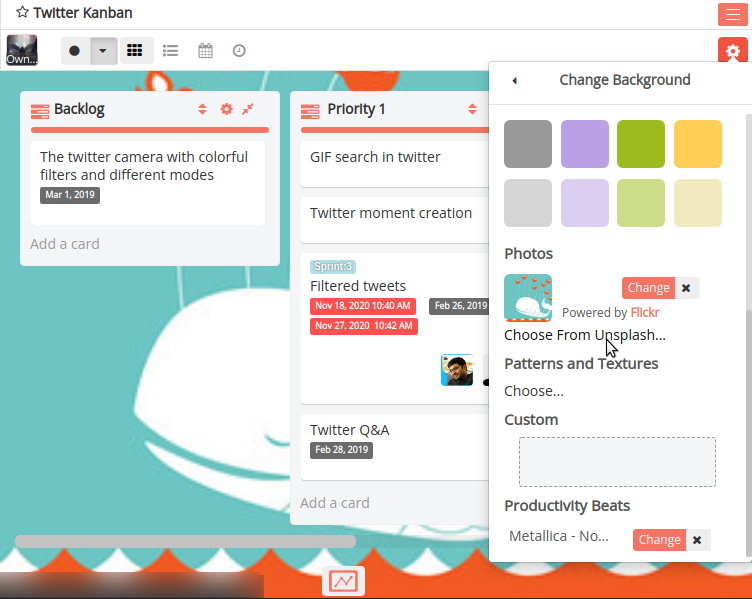 Twitter Kanban
Own...
Change Background
Backlog
The twitter camera with colorful
filters and different modes
Mar 1, 2019
Add a card
Priority 1
GIF search in twitter
Twitter moment creation
Sprint:3
Filtered tweets
Nov 18, 2020 10:40 AM
Feb 26, 2019
Nov 27, 2020 10:42 AM
Twitter Q&A
Feb 28, 2019
Add a card
Photos
Change
Powered by Flickr
Choose From Unsplash...
Patterns and Textures
Choose...
Custom
Productivity Beats
Metallica - No...
Change